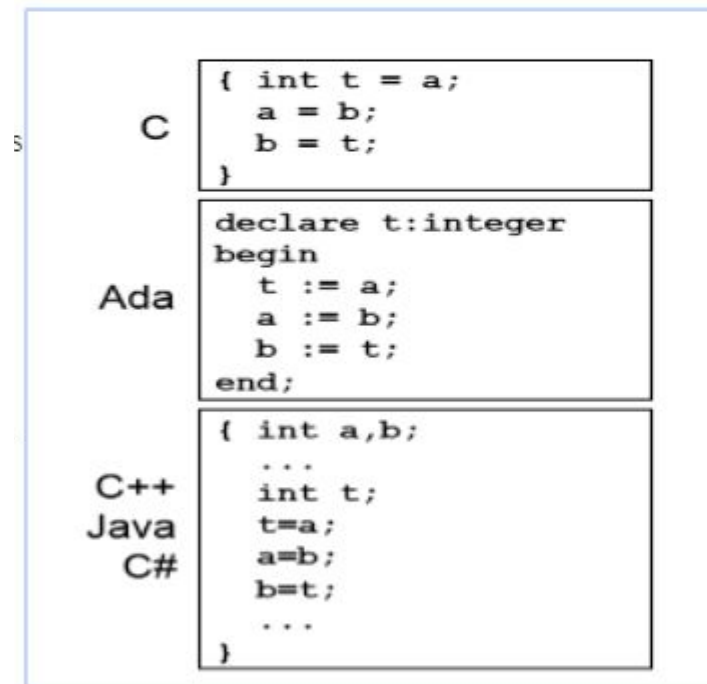 s
C
{ int t = a;
a = b;
b = t;
}
Ada
declare t:integer
begin
t := a;
a := b;
b := t;
end;
C++
Java
C#
{ int a,b;
...
int t;
t=a;
a=b;
b=t;
...
}